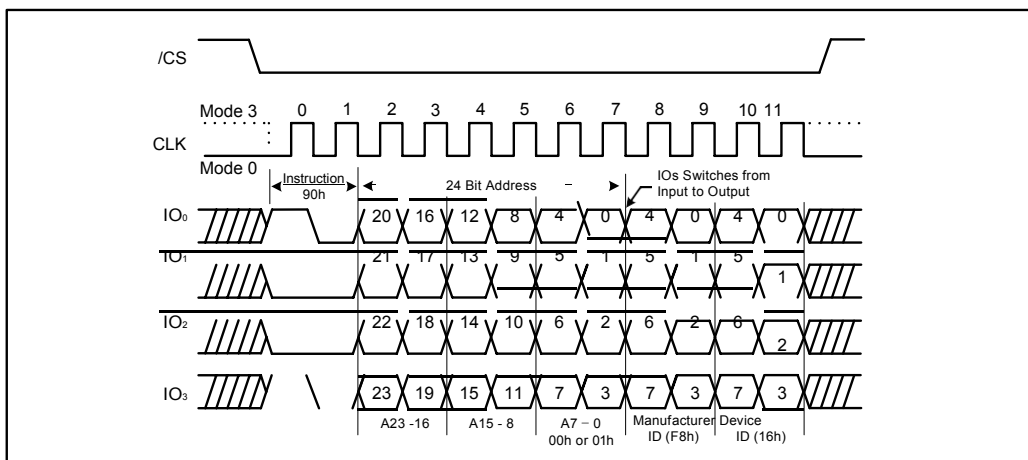 /CS
Mode 3 0 1 2 3 4 5 6 7 8 9 10 11
CLK
Mode 0
Instruction
90h
24 Bit Address
IOs Switches from
Input to Output
IO0 20 16 12 8 4 0 4 0 4 0
IO1 21 17 13 9 5 1 5 1 5 1
IO2 22 18 14 10 6 2 6 2 6 2
IO3 23 19 15 11 7 3 7 3 7 3
A23 -16 A15 - 8 A7 – 0 Manufacturer Device
00h or 01h ID (F8h) ID (16h)